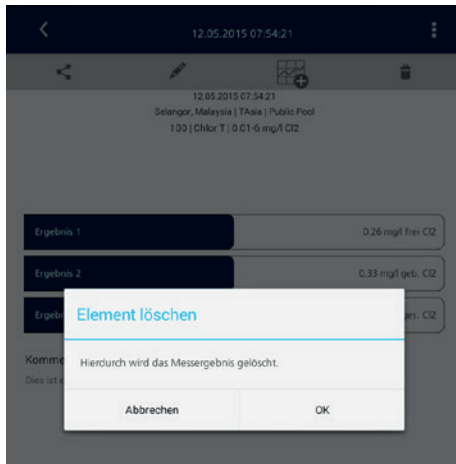 12.05.2015 07:54:21
12.05.2015 07:54:21
Selangor, Malaysia | TAsia | Public Pool
100 | Chlor T | 0.01-6 mg/l Cl2
Ergebnis 1 0.26 mg/l frei Cl2
Ergebnis 2 0.33 mg/l geb. Cl2
Ergebn ges. Cl2
Element löschen
Komme
Hierdurch wird das Messergebnis gelöscht.
Dies ist e
Abbrechen OK